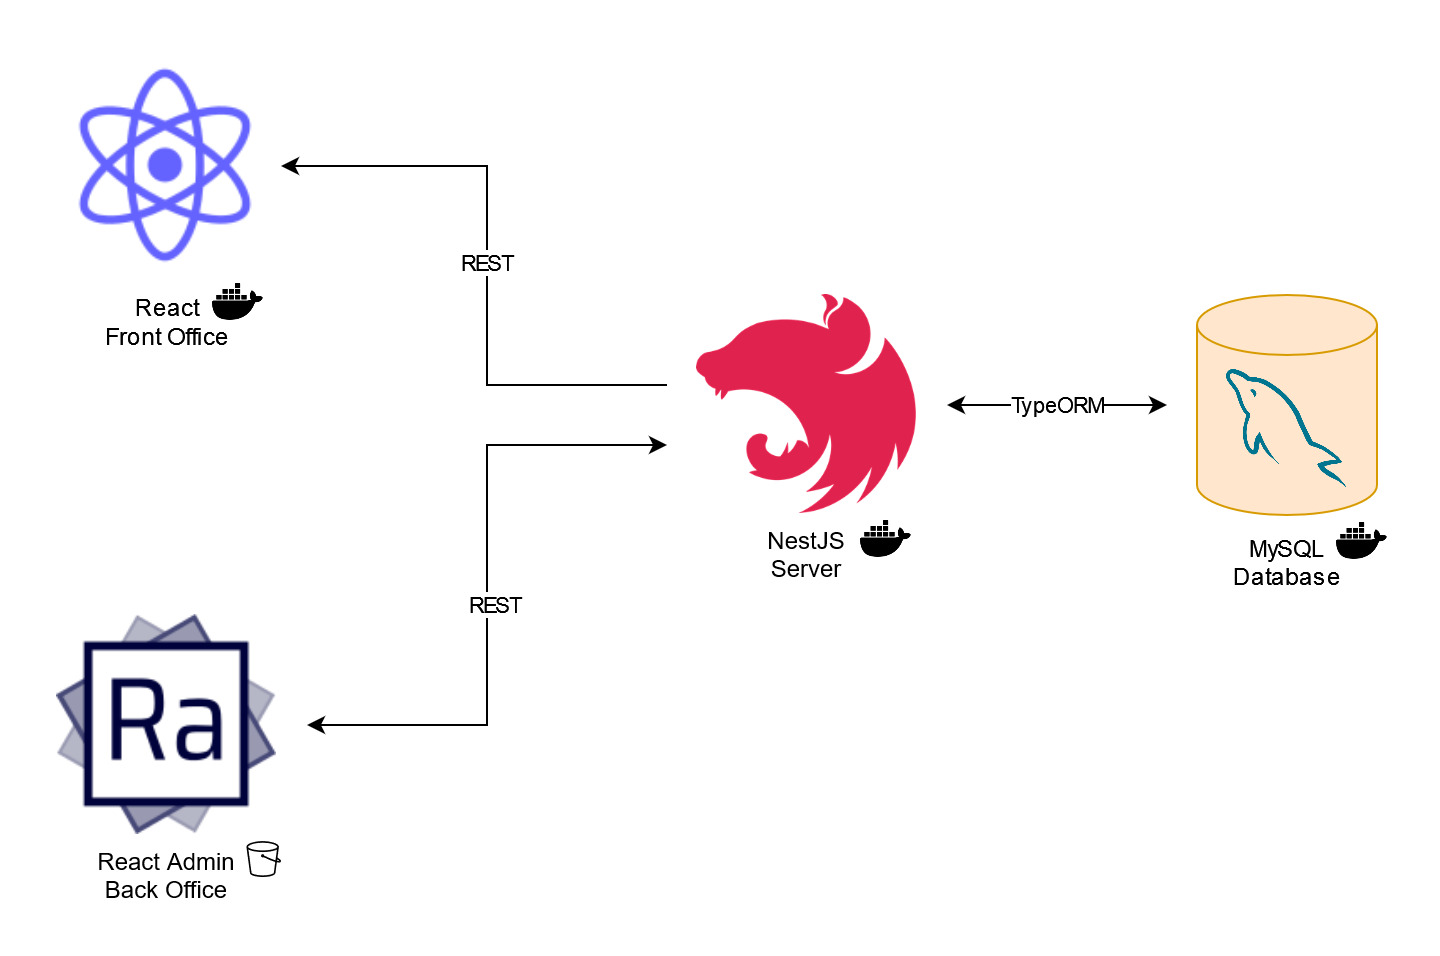 React
Front Office
REST
REST
NestJS
Server
TypeORM
MySQL
Database
Ra
React Admin
Back Office